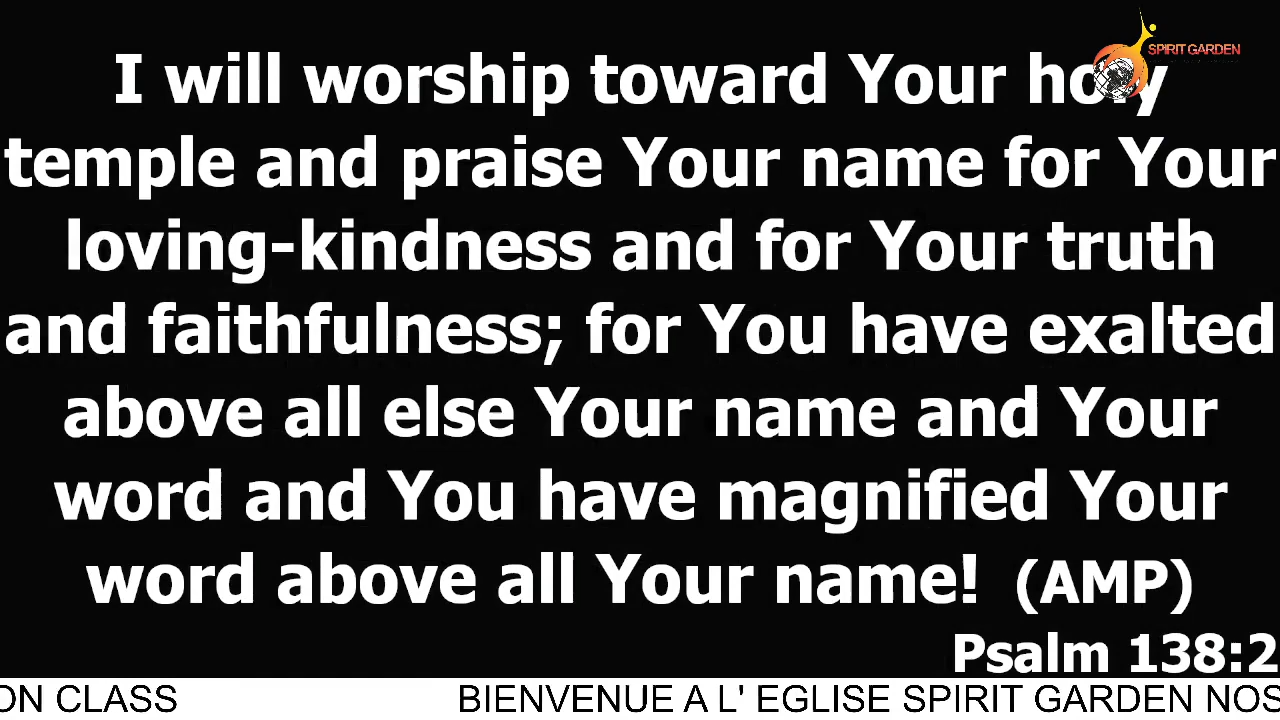 SPIRIT GARDEN
I will worship toward Your holy
temple and praise Your name for Your
loving-kindness and for Your truth
and faithfulness; for You have exalted
above all else Your name and Your
word and You have magnified Your
word above all Your name! (AMP)
Psalm 138:2
ON CLASS BIENVENUE A L' EGLISE SPIRIT GARDEN NOS